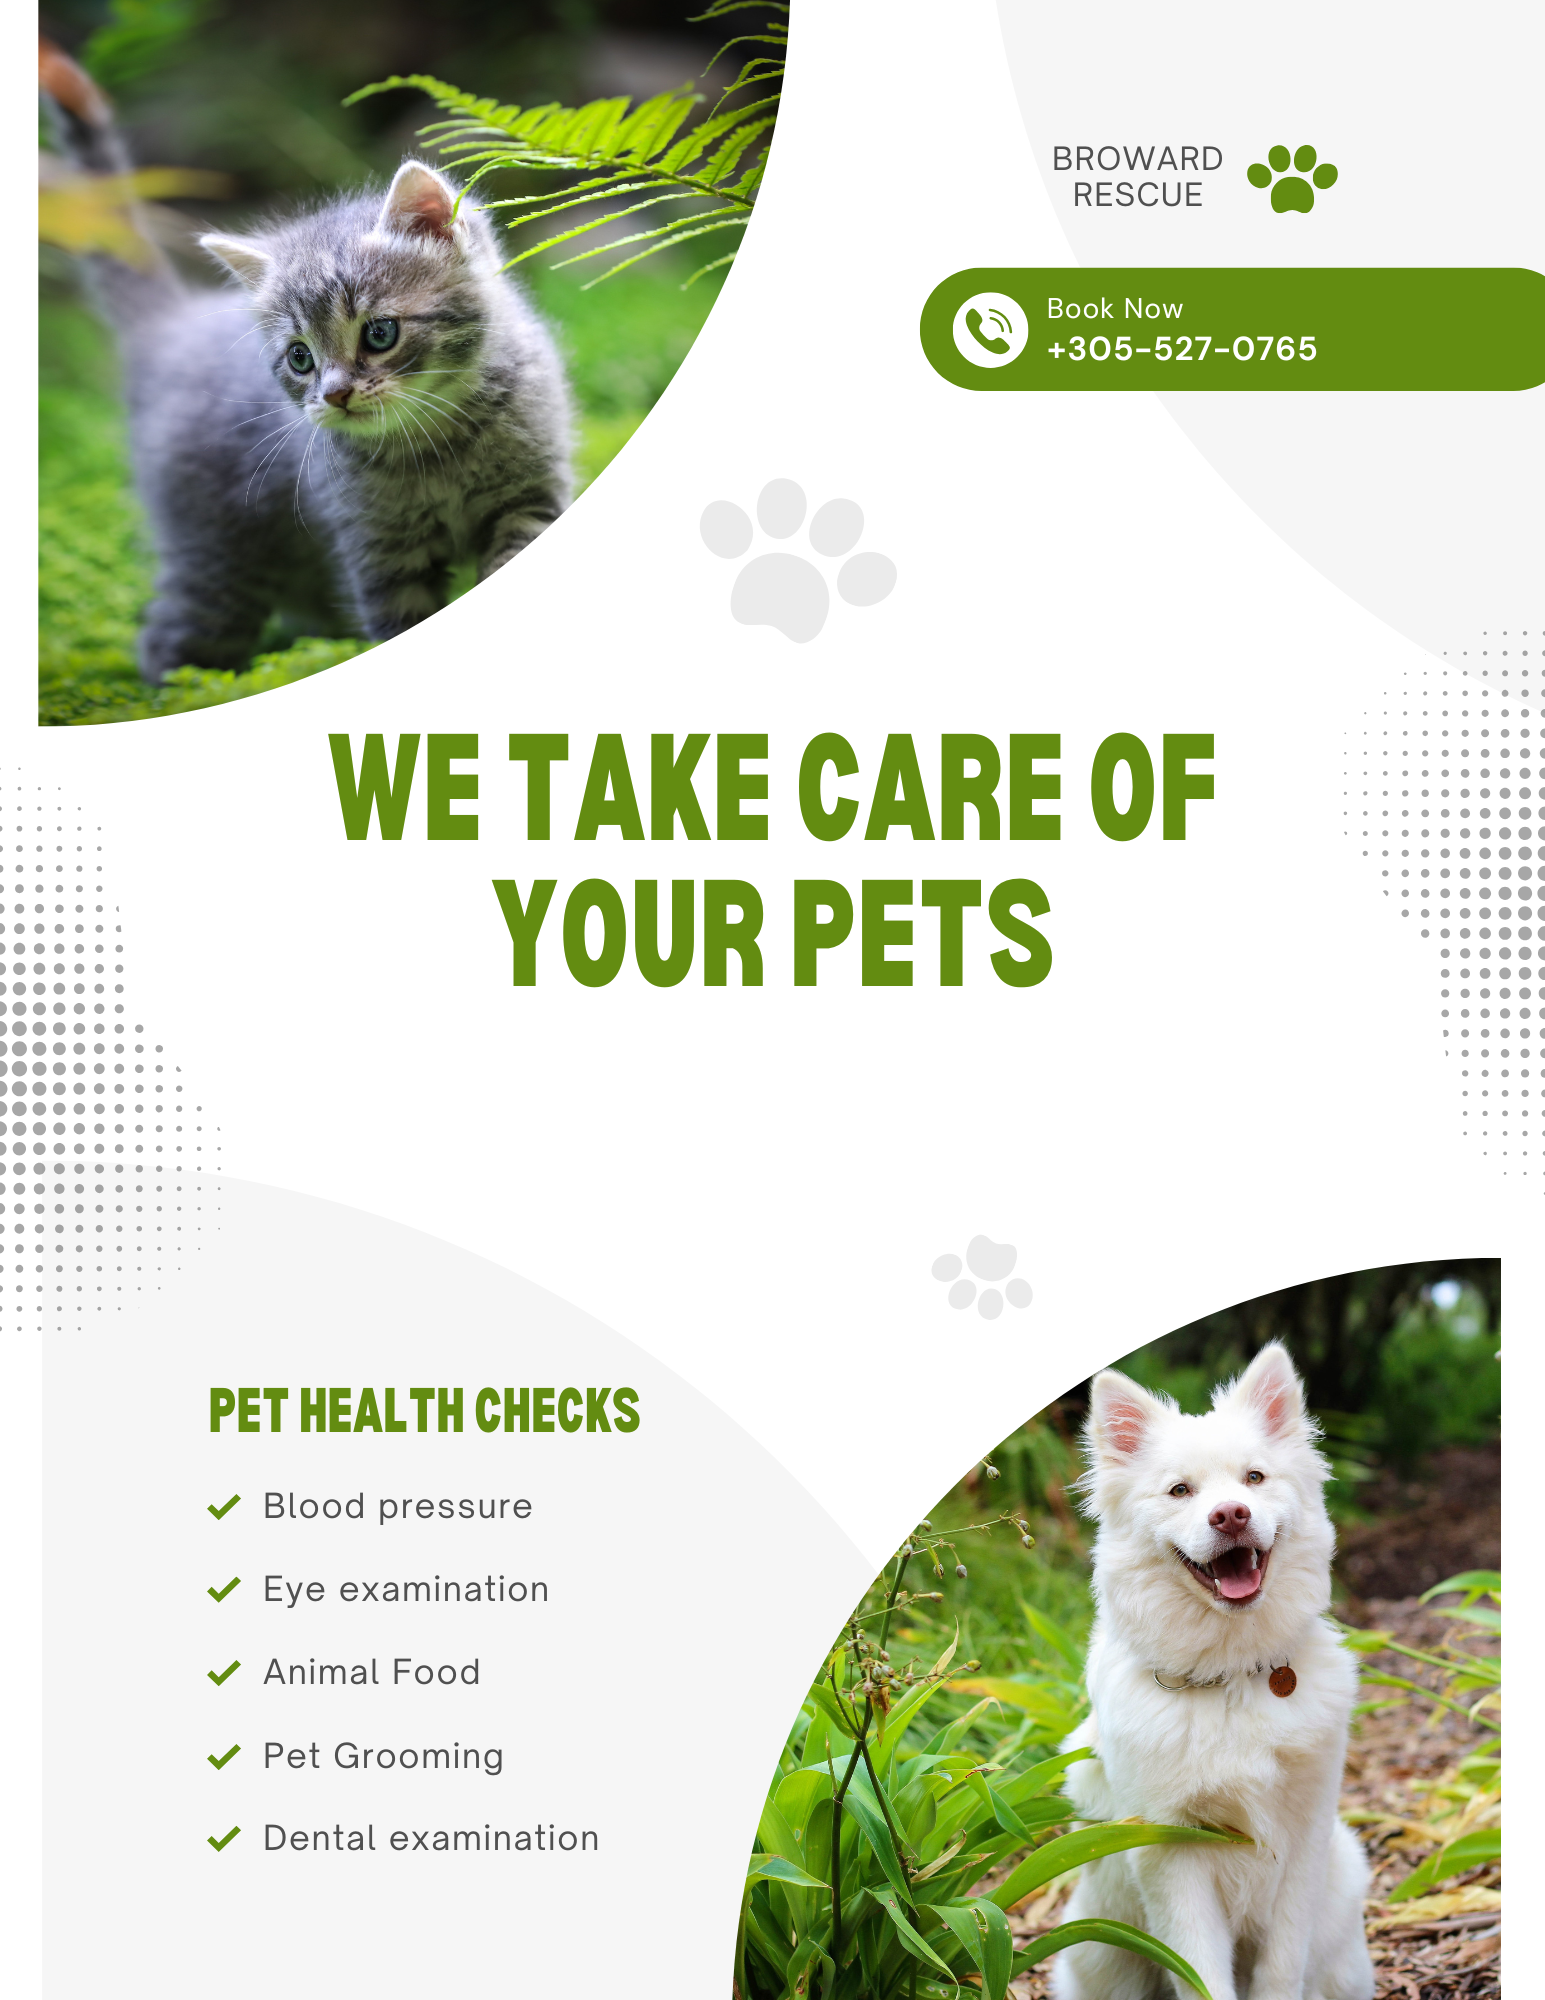 BROWARD
RESCUE
Book Now
+305-527-0765
WE TAKE CARE OF
YOUR PETS
PET HEALTH CHECKS
Blood pressure
Eye examination
Animal Food
Pet Grooming
Dental examination